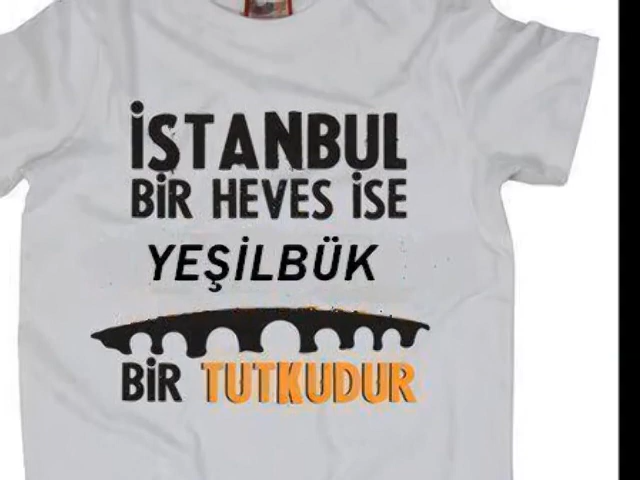 İSTANBUL
BİR HEVES İSE
YEŞİLBÜK
BİR TUTKUDUR